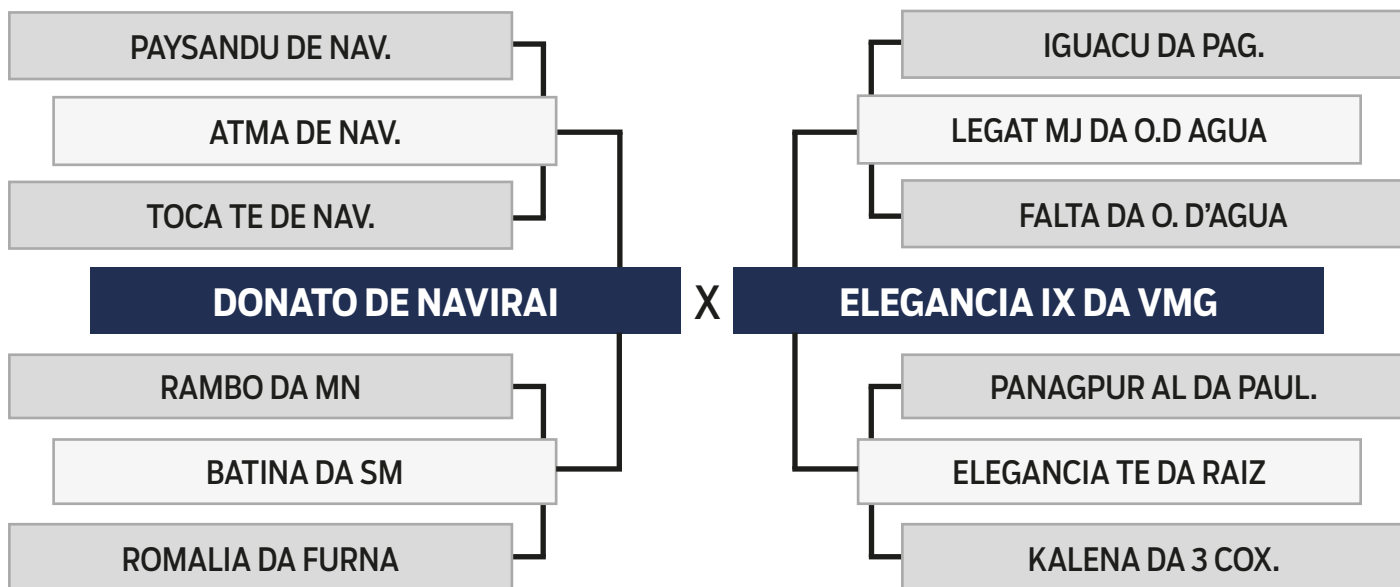 PAYSANDU DE NAV.
IGUACU DA PAG.
ATMA DE NAV.
LEGAT MJ DA O.D AGUA
TOCA TE DE NAV.
FALTA DA O. D’AGUA
DONATO DE NAVIRAI
X
ELEGANCIA IX DA VMG
RAMBO DA MN
PANAGPUR AL DA PAUL.
BATINA DA SM
ELEGANCIA TE DA RAIZ
ROMALIA DA FURNA
KALENA DA 3 COX.